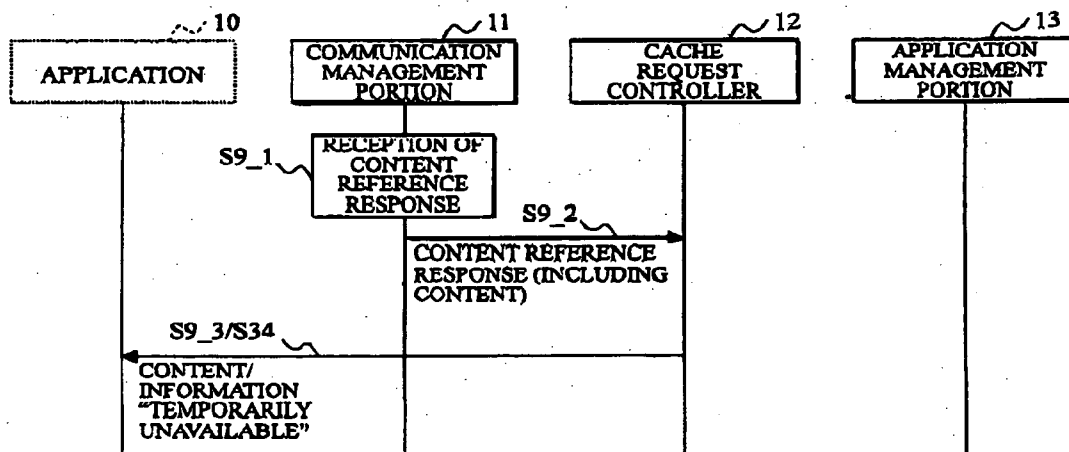 10
APPLICATION
11
COMMUNICATION
MANAGEMENT
PORTION
12
CACHE
REQUEST
CONTROLLER
13
APPLICATION
MANAGEMENT
PORTION
S9_1
RECEPTION OF
CONTENT
REFERENCE
RESPONSE
S9_2
CONTENT REFERENCE
RESPONSE (INCLUDING
CONTENT)
S9_3/S34
CONTENT/
INFORMATION
“TEMPORARILY
UNAVAILABLE”